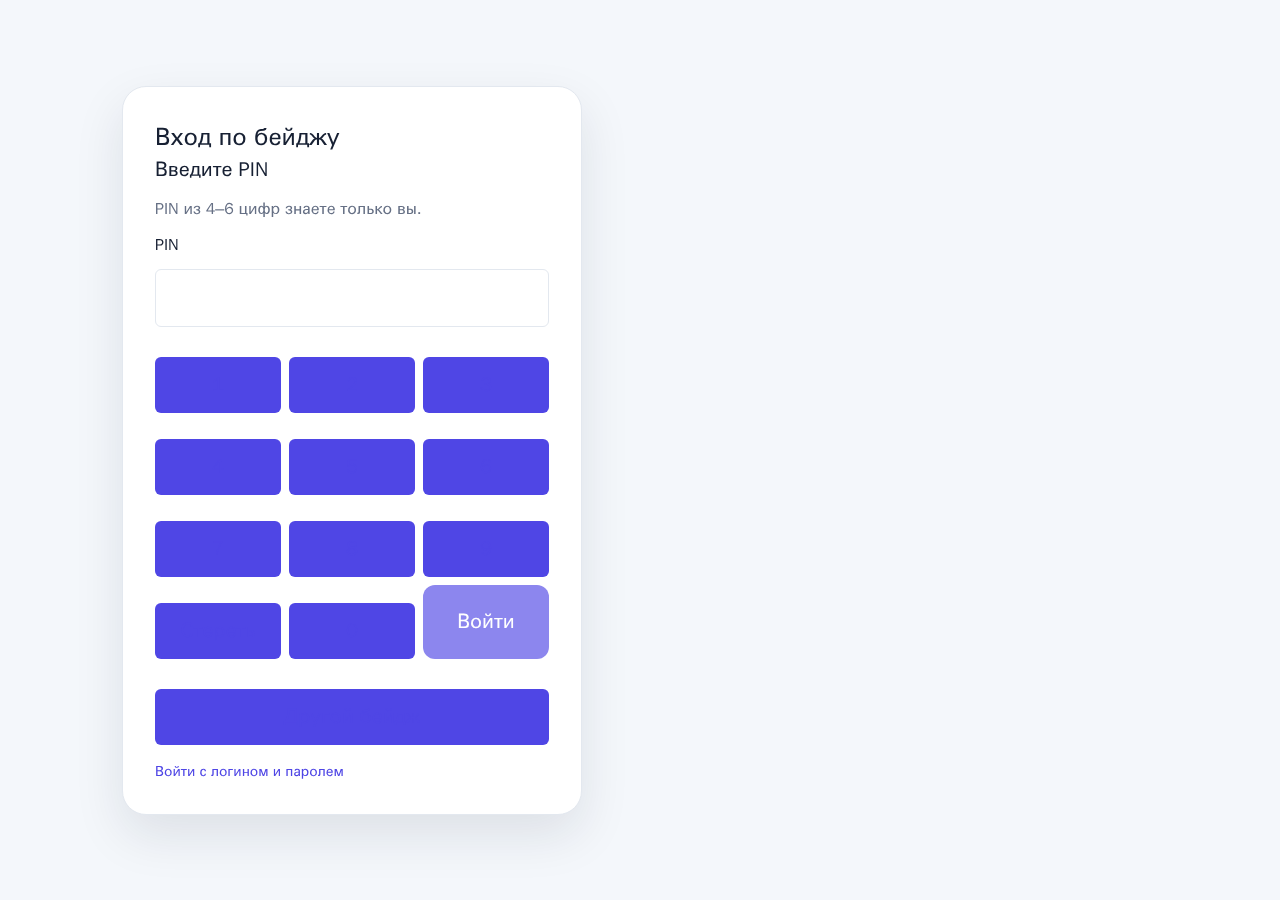 Вход по бейджу
Введите PIN
PIN из 4–6 цифр знаете только вы.
PIN
Войти
Войти с логином и паролем